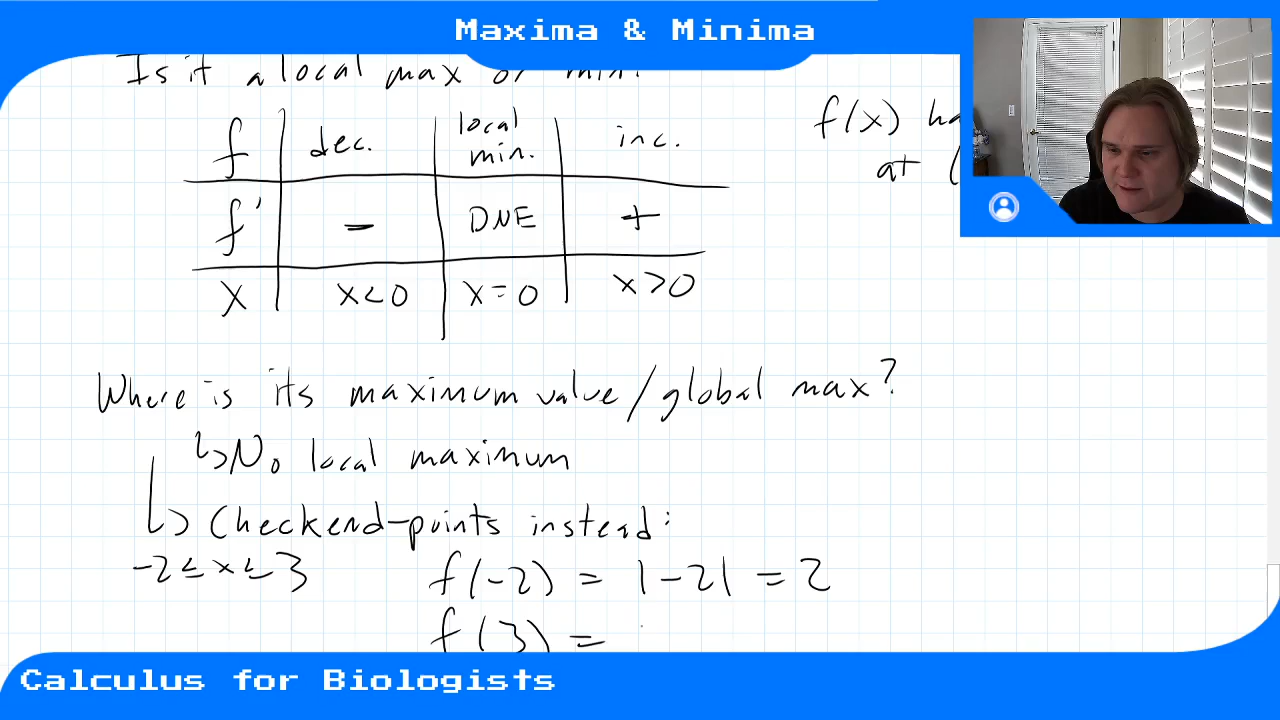 Maxima & Minima
Is it a local max or min?
f dec. local min. inc.
f' - DNE +
x x<0 x=0 x>0
f(x) ha
at (
Where is its maximum value/global max?
↳No local maximum
↳ Check end-points instead:
-2≤x≤3 f(-2) = |-2| = 2
f(3) =
Calculus for Biologists